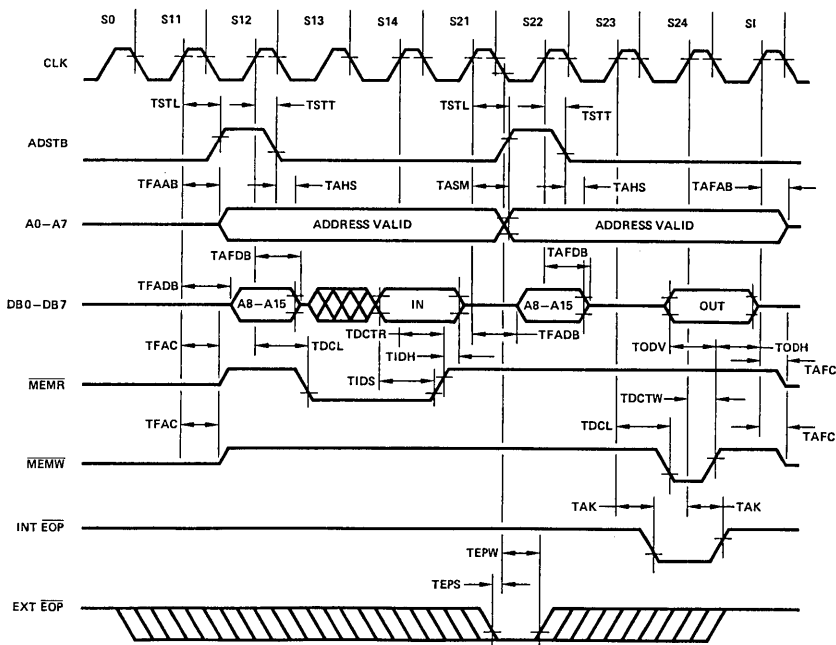 S0 S11 S12 S13 S14 S21 S22 S23 S24 SI
CLK
TSTL TSTT TSTL TSTT
ADSTB
TFAAB TAHS TASM TAHS TAFAB
A0–A7 ADDRESS VALID ADDRESS VALID
TAFDB TAFDB
TFADB
DB0–DB7 A8–A15 IN A8–A15 OUT
TDCTR TFADB
TFAC TDCL TIDH TODV TODH
TIDS TAFC
MEMR
TDCTW
TFAC TDCL TAFC
MEMW
TAK TAK
INT EOP
TEPW
TEPS
EXT EOP